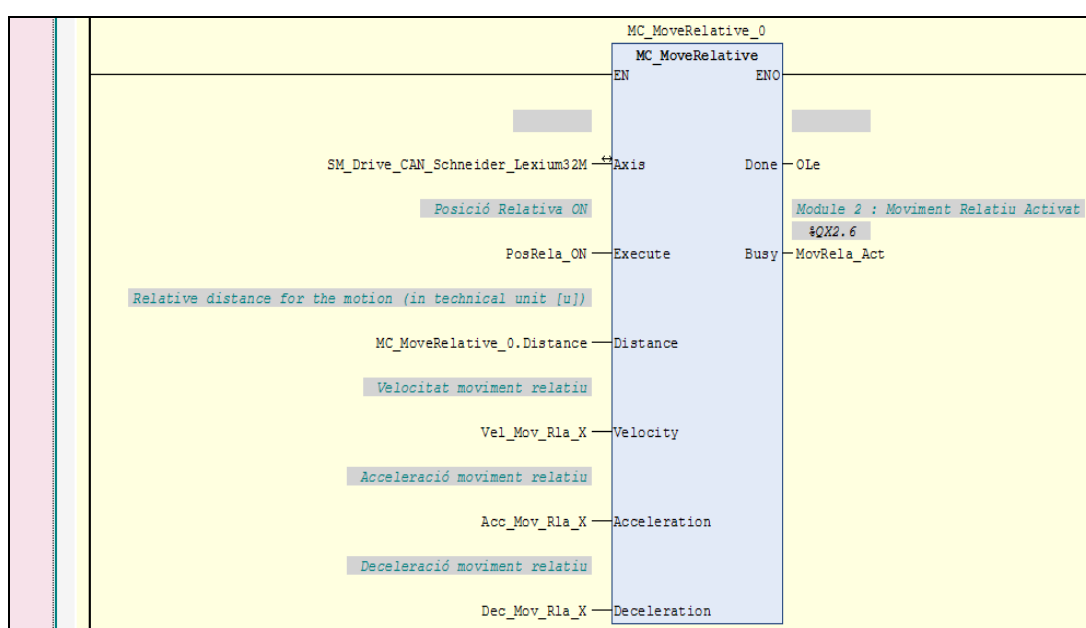 MC_MoveRelative_0
MC_MoveRelative
EN ENO
SM_Drive_CAN_Schneider_Lexium32M Axis Done OLe
Posició Relativa ON Module 2 : Moviment Relatiu Activat
%QX2.6
PosRela_ON Execute Busy MovRela_Act
Relative distance for the motion (in technical unit [u])
MC_MoveRelative_0.Distance Distance
Velocitat moviment relatiu
Vel_Mov_Rla_X Velocity
Acceleració moviment relatiu
Acc_Mov_Rla_X Acceleration
Deceleració moviment relatiu
Dec_Mov_Rla_X Deceleration